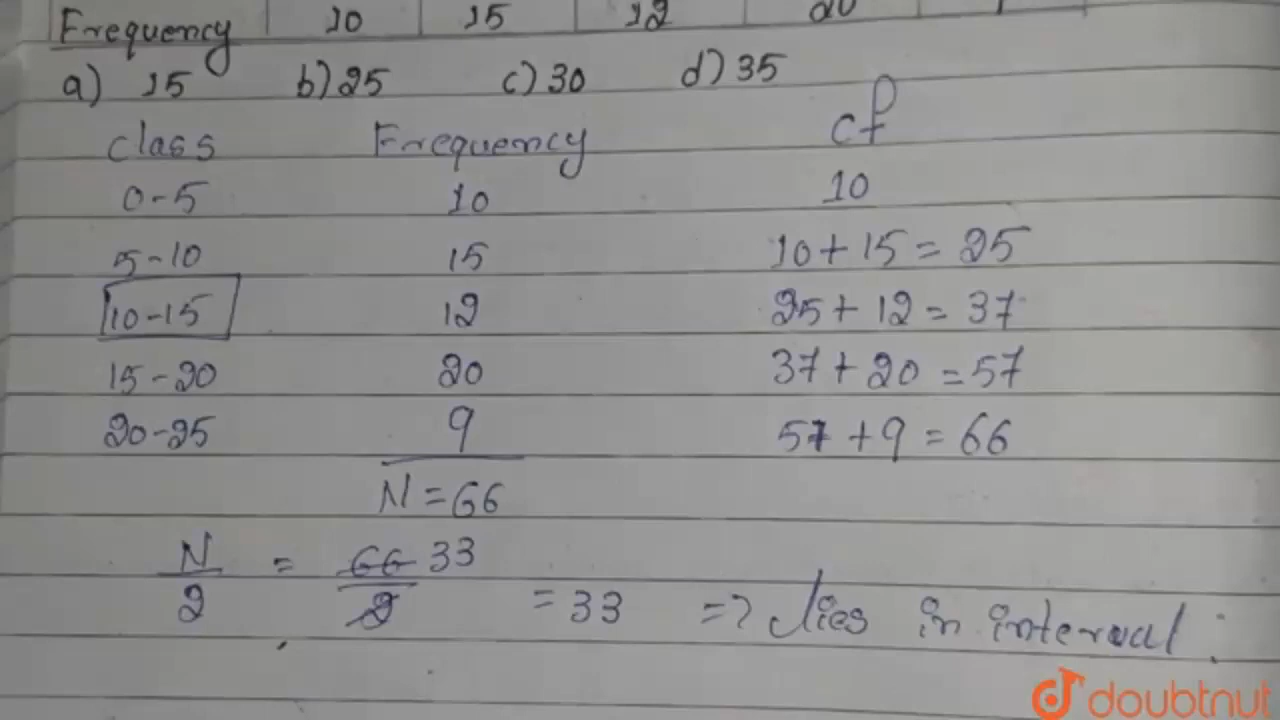 Frequency 10 15 12 20
a) 15 b) 25 c) 30 d) 35
class Frequency cf
0-5 10 10
5-10 15 10+15=25
10-15 12 25+12=37
15-20 20 37+20=57
20-25 9 57+9=66
N=66
N/2 = 66/2 33 =33 => lies in interval :
doubtnut